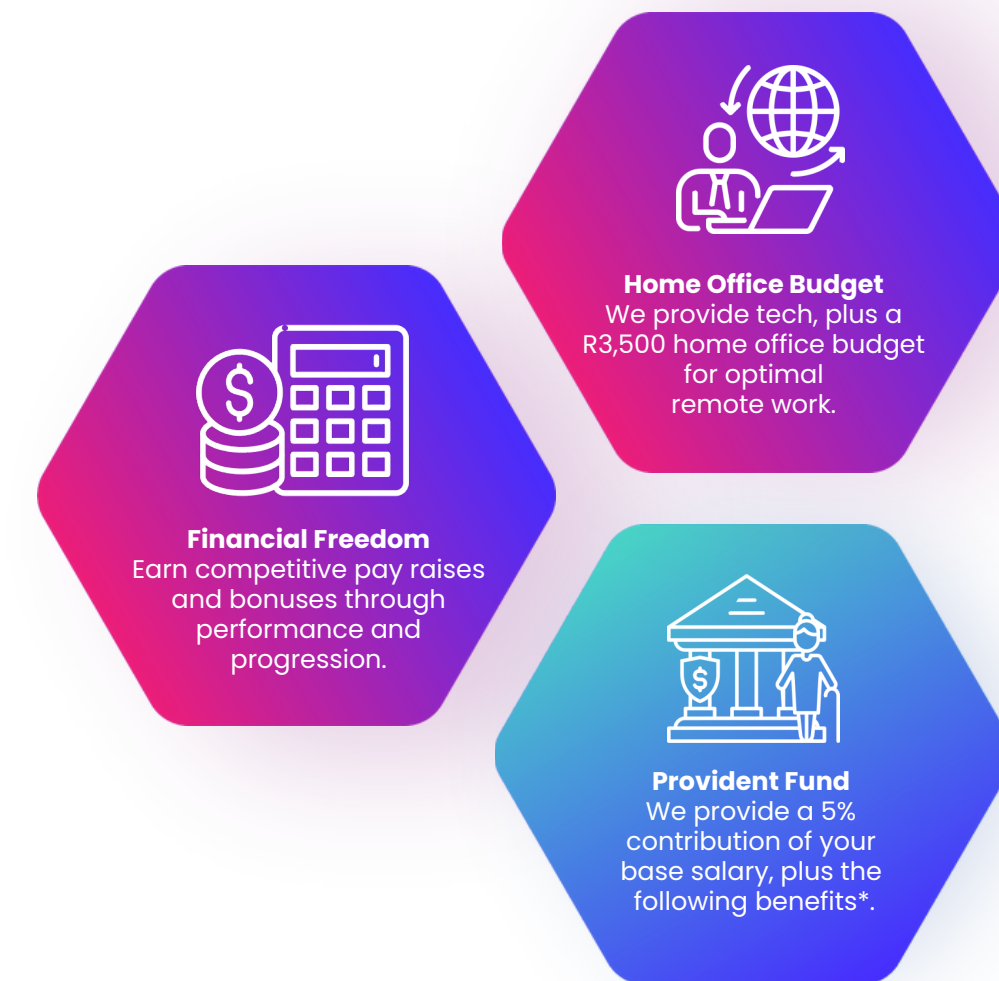 Home Office Budget
We provide tech, plus a
R3,500 home office budget
for optimal
remote work.
$
Financial Freedom
Earn competitive pay raises
and bonuses through
performance and
progression.
$
Provident Fund
We provide a 5%
contribution of your
base salary, plus the
following benefits*.